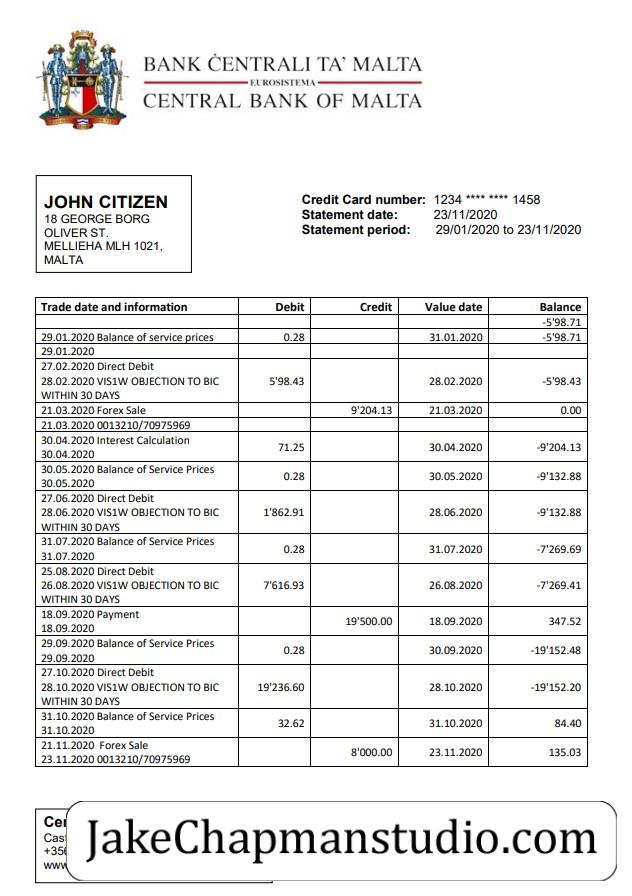 BANK ĊENTRALI TA' MALTA
EUROSISTEMA
CENTRAL BANK OF MALTA
JOHN CITIZEN
18 GEORGE BORG
OLIVER ST.
MELLIEHA MLH 1021,
MALTA
Credit Card number: 1234 **** **** 1458
Statement date: 23/11/2020
Statement period: 29/01/2020 to 23/11/2020
Trade date and information Debit Credit Value date Balance
-5'98.71
29.01.2020 Balance of service prices 0.28 31.01.2020 -5'98.71
29.01.2020
27.02.2020 Direct Debit
28.02.2020 VIS1W OBJECTION TO BIC 5'98.43 28.02.2020 -5'98.43
WITHIN 30 DAYS
21.03.2020 Forex Sale 9'204.13 21.03.2020 0.00
21.03.2020 0013210/70975969
30.04.2020 Interest Calculation 71.25 30.04.2020 -9'204.13
30.04.2020
30.05.2020 Balance of Service Prices 0.28 30.05.2020 -9'132.88
30.05.2020
27.06.2020 Direct Debit
28.06.2020 VIS1W OBJECTION TO BIC 1'862.91 28.06.2020 -9'132.88
WITHIN 30 DAYS
31.07.2020 Balance of Service Prices 0.28 31.07.2020 -7'269.69
31.07.2020
25.08.2020 Direct Debit
26.08.2020 VIS1W OBJECTION TO BIC 7'616.93 26.08.2020 -7'269.41
WITHIN 30 DAYS
18.09.2020 Payment 19'500.00 18.09.2020 347.52
18.09.2020
29.09.2020 Balance of Service Prices 0.28 30.09.2020 -19'152.48
29.09.2020
27.10.2020 Direct Debit
28.10.2020 VIS1W OBJECTION TO BIC 19'236.60 28.10.2020 -19'152.20
WITHIN 30 DAYS
31.10.2020 Balance of Service Prices 32.62 31.10.2020 84.40
31.10.2020
21.11.2020 Forex Sale 8'000.00 23.11.2020 135.03
23.11.2020 0013210/70975969
JakeChapmanstudio.com